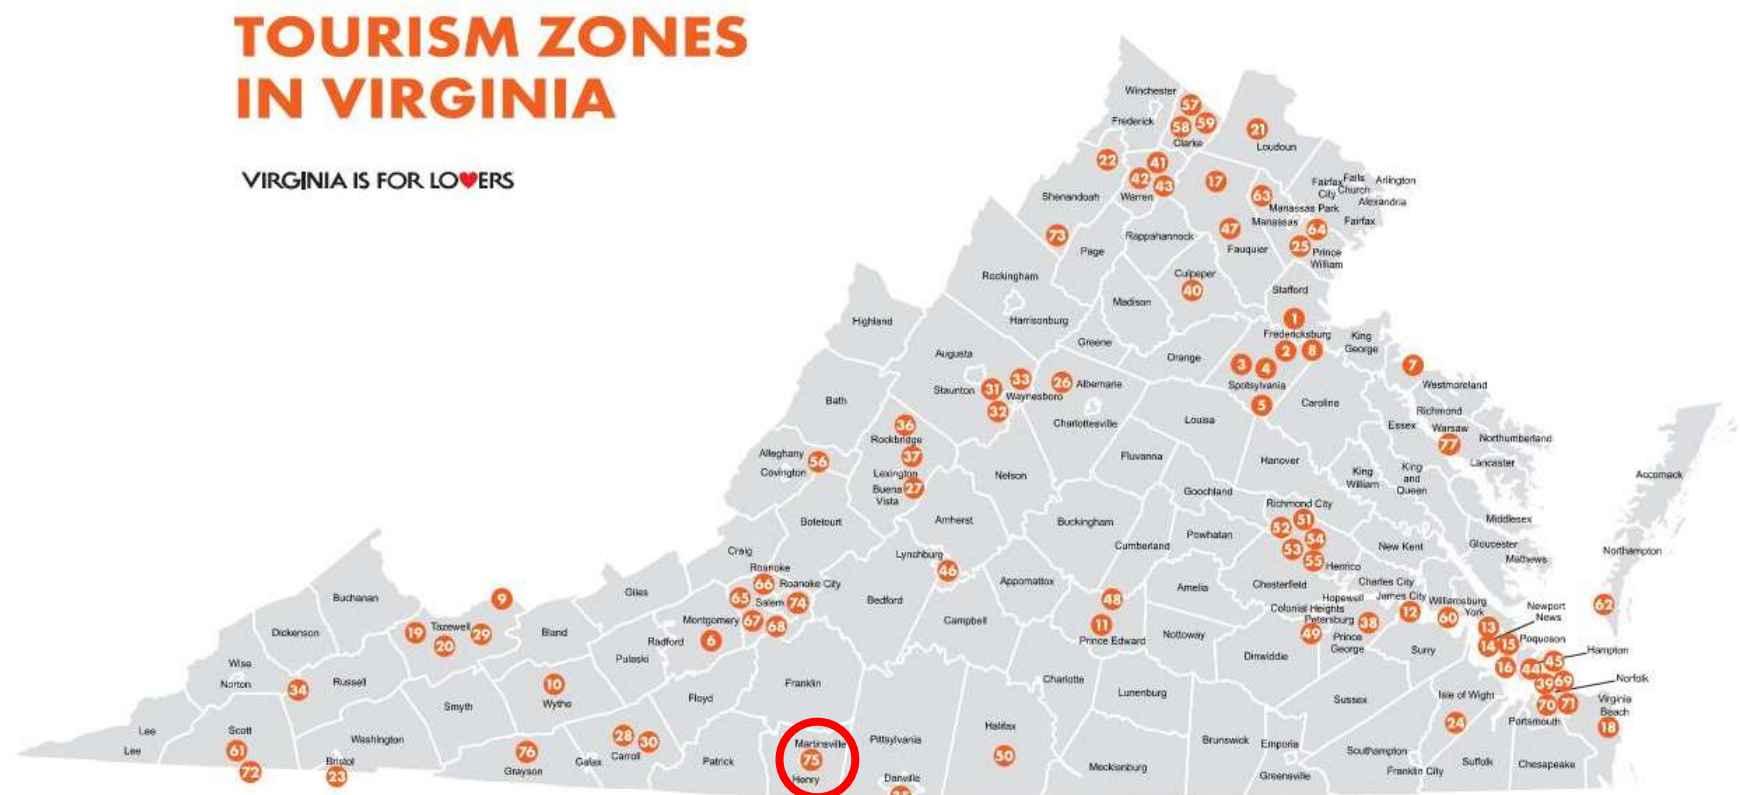 TOURISM ZONES
IN VIRGINIA
VIRGINIA IS FOR LOVERS
Winchester
57
Frederick
58 59
Clarke
21
Loudoun
22
41
42 43
Warren
17
63
Fairfax City
Falls Church
Arlington
Alexandria
Manassas Park
Manassas
Fairfax
64
25
Prince William
Shenandoah
73
Page
Rappahannock
47
Fauquier
Rockingham
Culpeper
40
Madison
Stafford
Highland
Harrisonburg
Greene
1
Fredericksburg
2 8
King George
Augusta
Orange
3 4
Spotsylvania
5
7
Westmoreland
Staunton
31
33
Waynesboro
32
26
Albemarle
Bath
Charlottesville
Louisa
Caroline
Richmond
Essex
Warsaw
77
Northumberland
Lancaster
36
Rockbridge
37
Lexington
Buena Vista
27
Alleghany
Covington
56
Nelson
Fluvanna
Hanover
King William
King and Queen
Accomack
Goochland
Richmond City
51
52
54
53
55
Henrico
Botetourt
Amherst
Buckingham
Cumberland
Powhatan
New Kent
Middlesex
Gloucester
Mathews
Northampton
62
Craig
Roanoke
66
Roanoke City
65
Salem
74
67
68
Lynchburg
46
Appomattox
Amelia
Chesterfield
Charles City
Hopewell
James City
12
Williamsburg
60
York
Newport News
Colonial Heights
Petersburg
38
49
Prince George
13
14 15
Poquoson
Hampton
16
44 45
39 69
Norfolk
70 71
Portsmouth
Virginia Beach
18
Buchanan
9
Giles
Bedford
48
11
Prince Edward
Dickenson
19
Tazewell
29
20
Bland
Montgomery
Radford
6
Campbell
Nottoway
Dinwiddie
Surry
Wise
Norton
34
Russell
Pulaski
10
Wythe
Floyd
Franklin
Charlotte
Lunenburg
Sussex
Isle of Wight
24
Smyth
Lee
Lee
Scott
61
72
Washington
Bristol
23
76
Grayson
Galax
28
30
Carroll
Patrick
Martinsville
75
Henry
Pittsylvania
Danville
Halifax
50
Mecklenburg
Brunswick
Emporia
Greensville
Southampton
Franklin City
Suffolk
Chesapeake